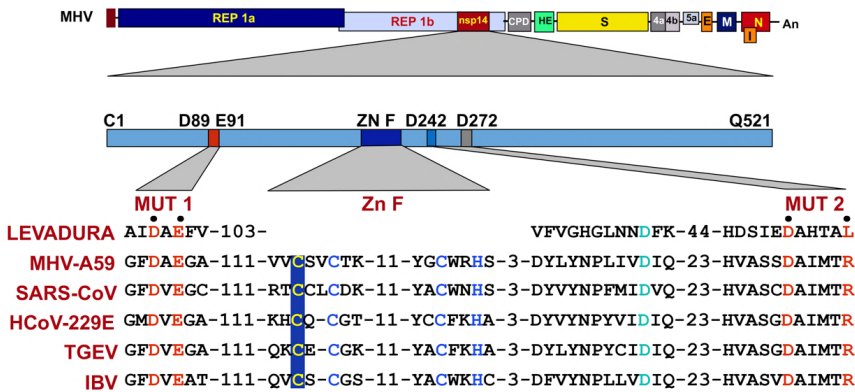 MHV REP 1a REP 1b nsp14 CPD HE S 4a 4b 5a E M N An
I
C1 D89 E91 ZN F D242 D272 Q521
MUT 1 Zn F MUT 2
LEVADURA AIDAEFV-103- VFVGHGLNNDFK-44-HDSIEDAHTAL
MHV-A59 GFDAEGA-111-VVCSVCTK-11-YGCWRHS-3-DYLYNPLIVDIQ-23-HVASSDAIMTR
SARS-CoV GFDVEGC-111-RTCCLCDK-11-YACWNHS-3-DYVYNPFMIDVQ-23-HVASCDAIMTR
HCoV-229E GMDVEGA-111-KHCQ-CGT-11-YCCFKHA-3-DYVYNPYVIDIQ-23-HVASGDAIMTR
TGEV GFDVEGA-111-QKCE-CGK-11-YACFKHA-3-DYLYNPYCIDIQ-23-HVASGDAIMTR
IBV GFDVEAT-111-QVCS-CGS-11-YACWKHC-3-DFVYNPLLVDIQ-23-HVASVDAIMTR